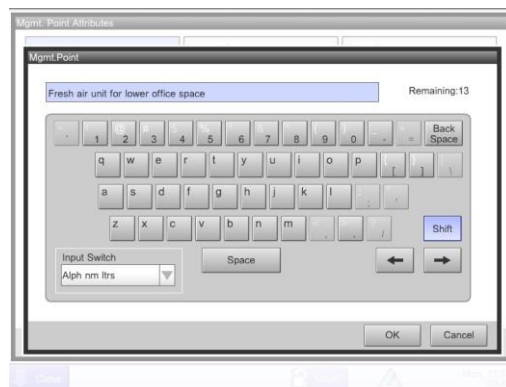 Mgmt. Point Attributes
Mgmt.Point
Fresh air unit for lower office space
Remaining:13
1 2 3 4 5 6 7 8 9 0 - = Back Space
q w e r t y u i o p [ ] \
a s d f g h j k l ; '
z x c v b n m , . / Shift
Input Switch
Alph nm ltrs
Space
← →
OK Cancel